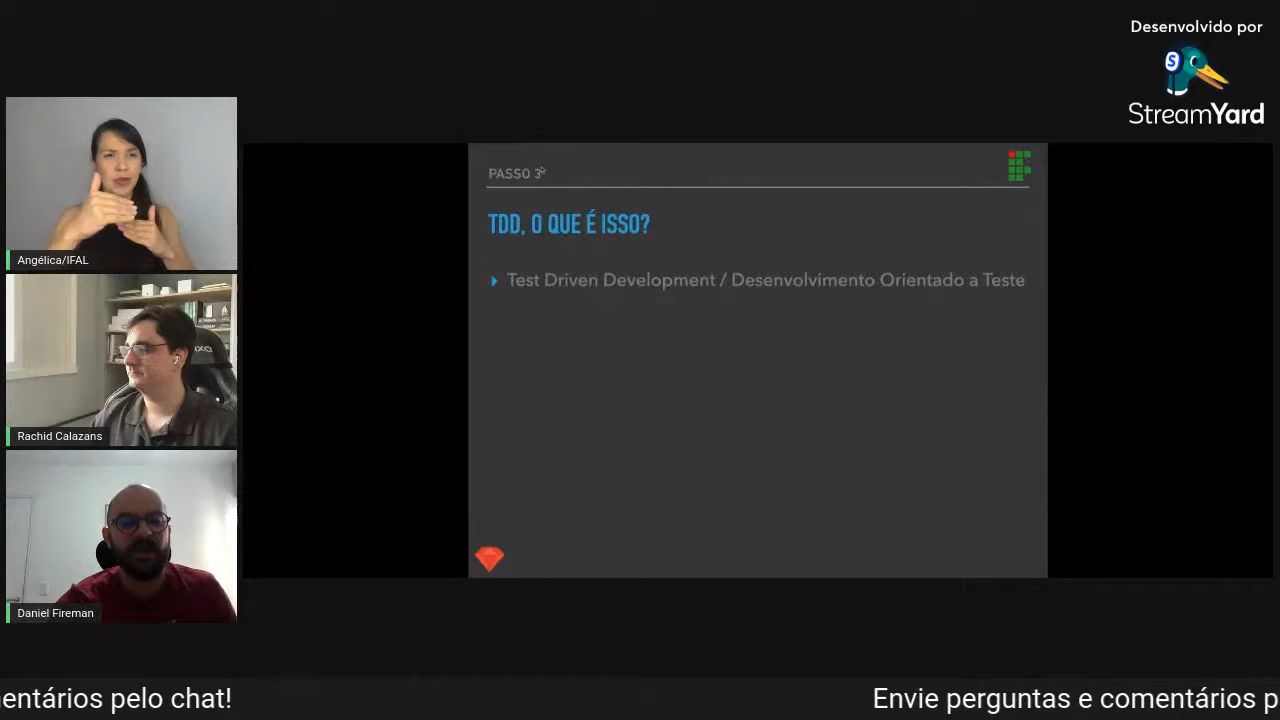 Desenvolvido por
StreamYard
Angélica/IFAL
Rachid Calazans
Daniel Fireman
PASSO 3
TDD, O QUE É ISSO?
Test Driven Development / Desenvolvimento Orientado a Teste
entários pelo chat!
Envie perguntas e comentários p